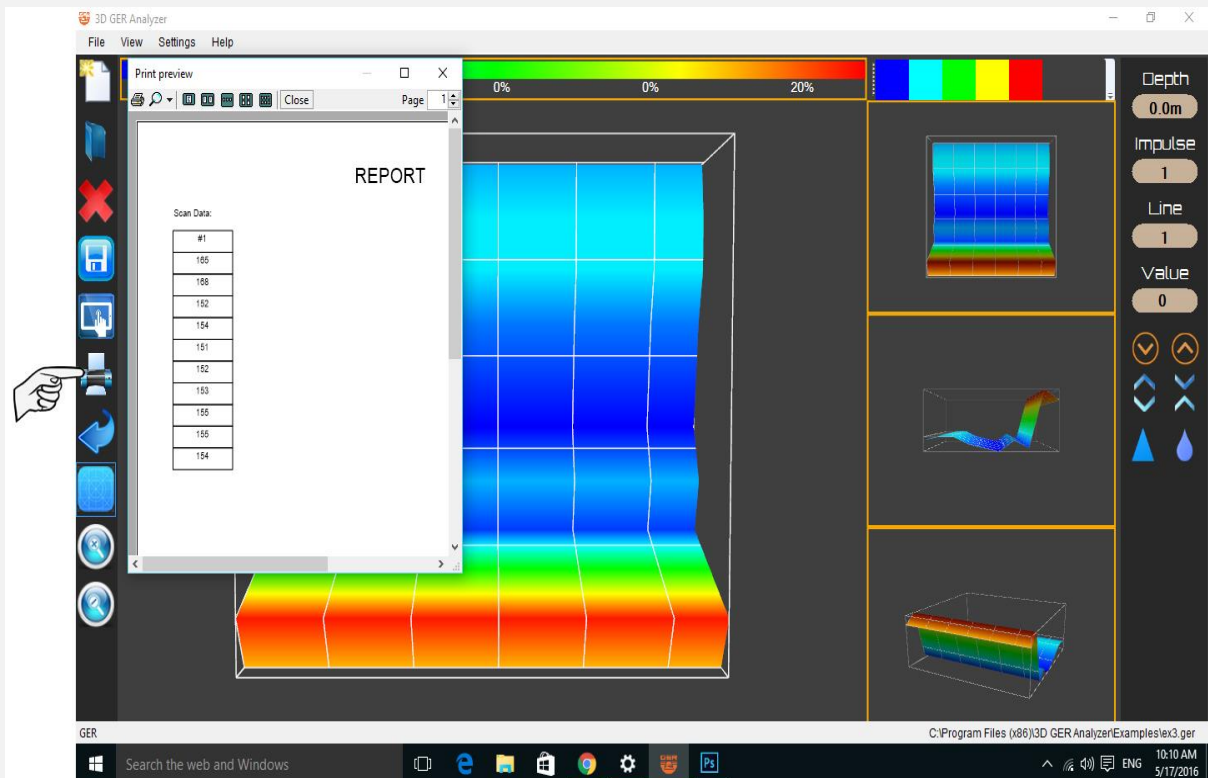 3D GER Analyzer
File View Settings Help
Print preview
Close Page 1
REPORT
Scan Data:
#1
165
168
152
154
151
152
153
155
155
154
0% 0% 20%
Depth
0.0m
Impulse
1
Line
1
Value
0
GER C:\Program Files (x86)\3D GER Analyzer\Examples\ex3.ger
Search the web and Windows
Ps
ENG
10:10 AM
5/17/2016